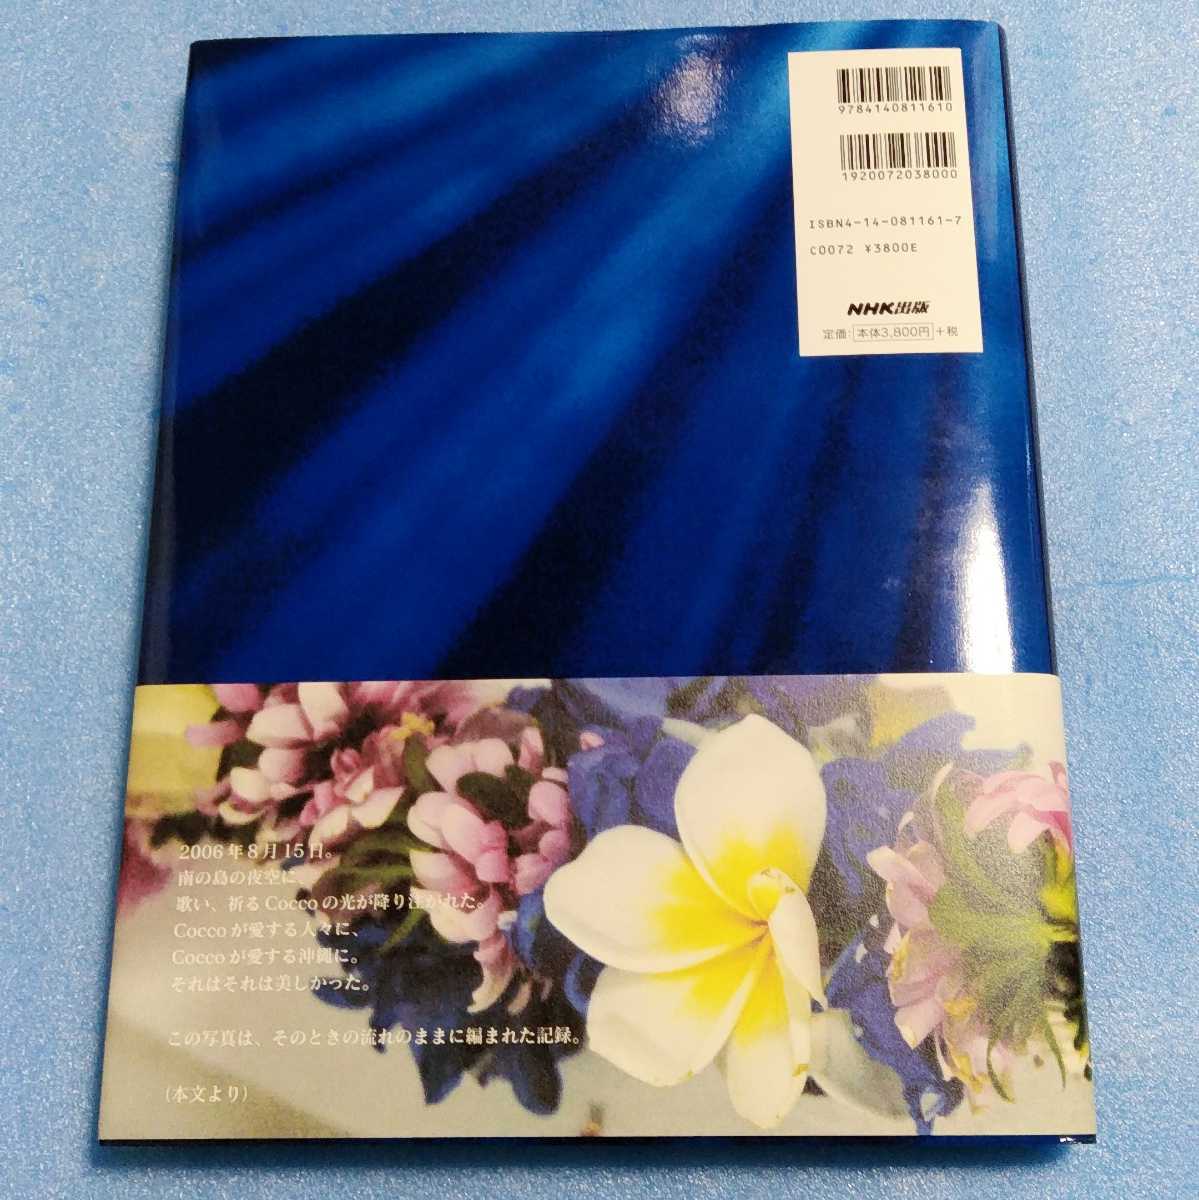 9784140811610
1920072038000
ISBN4-14-081161-7
C0072 ¥3800E
NHK出版
定価:本体3,800円+税
2006年8月15日。
南の島の夜空に、
歌い、祈るCoccoの光が降り注がれた。
Coccoが愛する人々に、
Coccoが愛する沖縄に。
それはそれは美しかった。
この写真は、そのときの流れのままに編まれた記録。
(本文より)